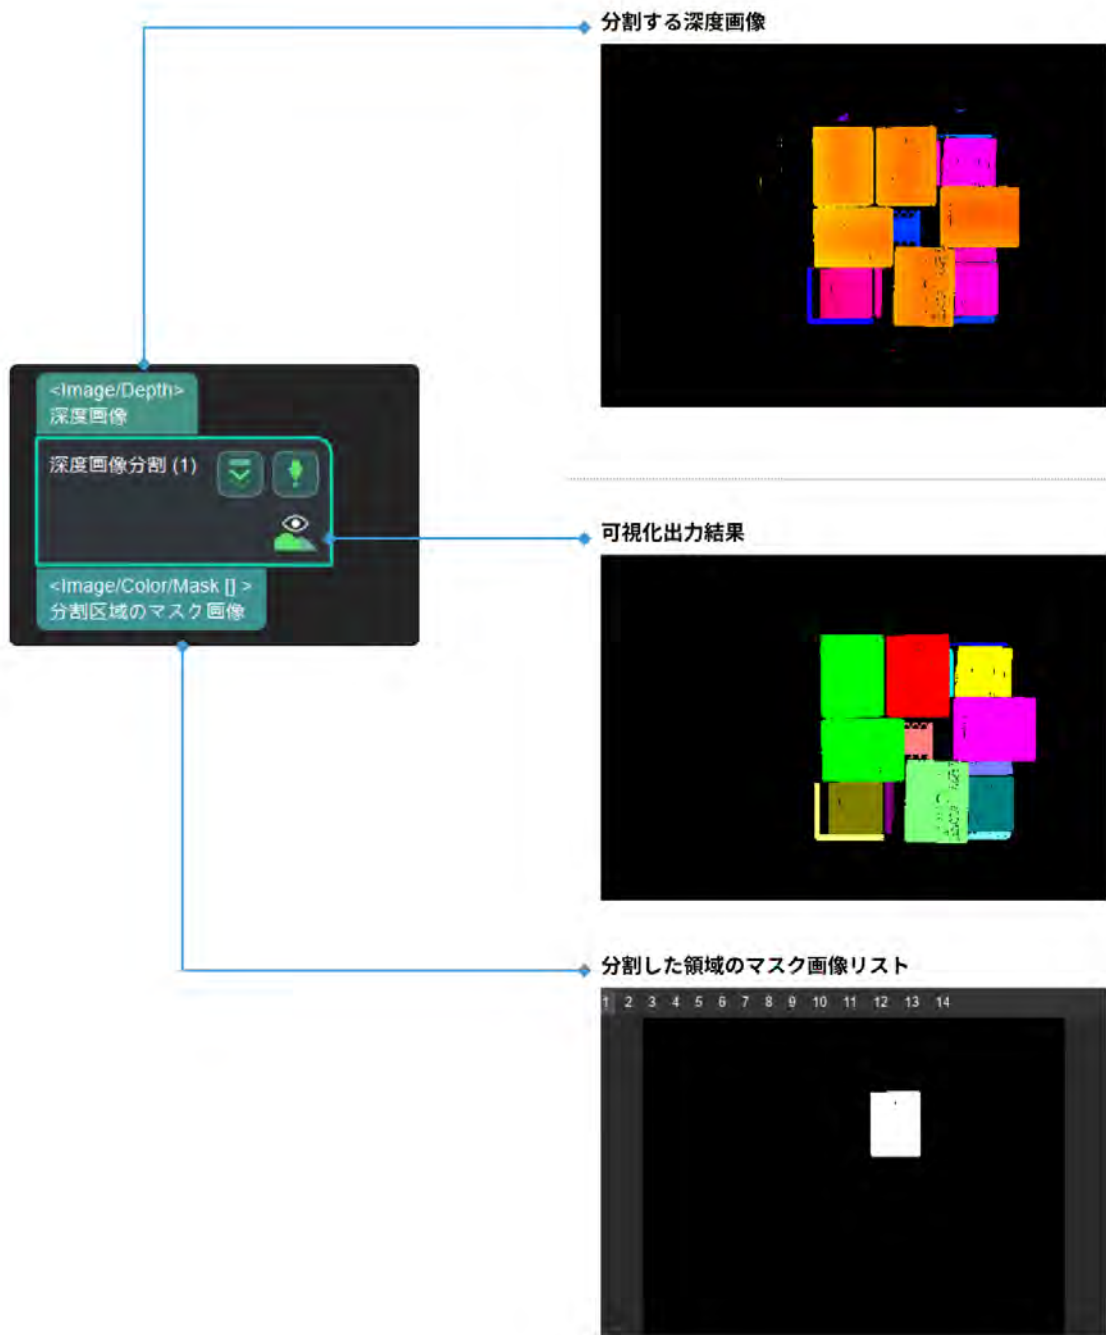 分割する深度画像
<Image/Depth>
深度画像
深度画像分割 (1)
可視化出力結果
<Image/Color/Mask [] >
分割区域のマスク画像
分割した領域のマスク画像リスト
1 2 3 4 5 6 7 8 9 10 11 12 13 14